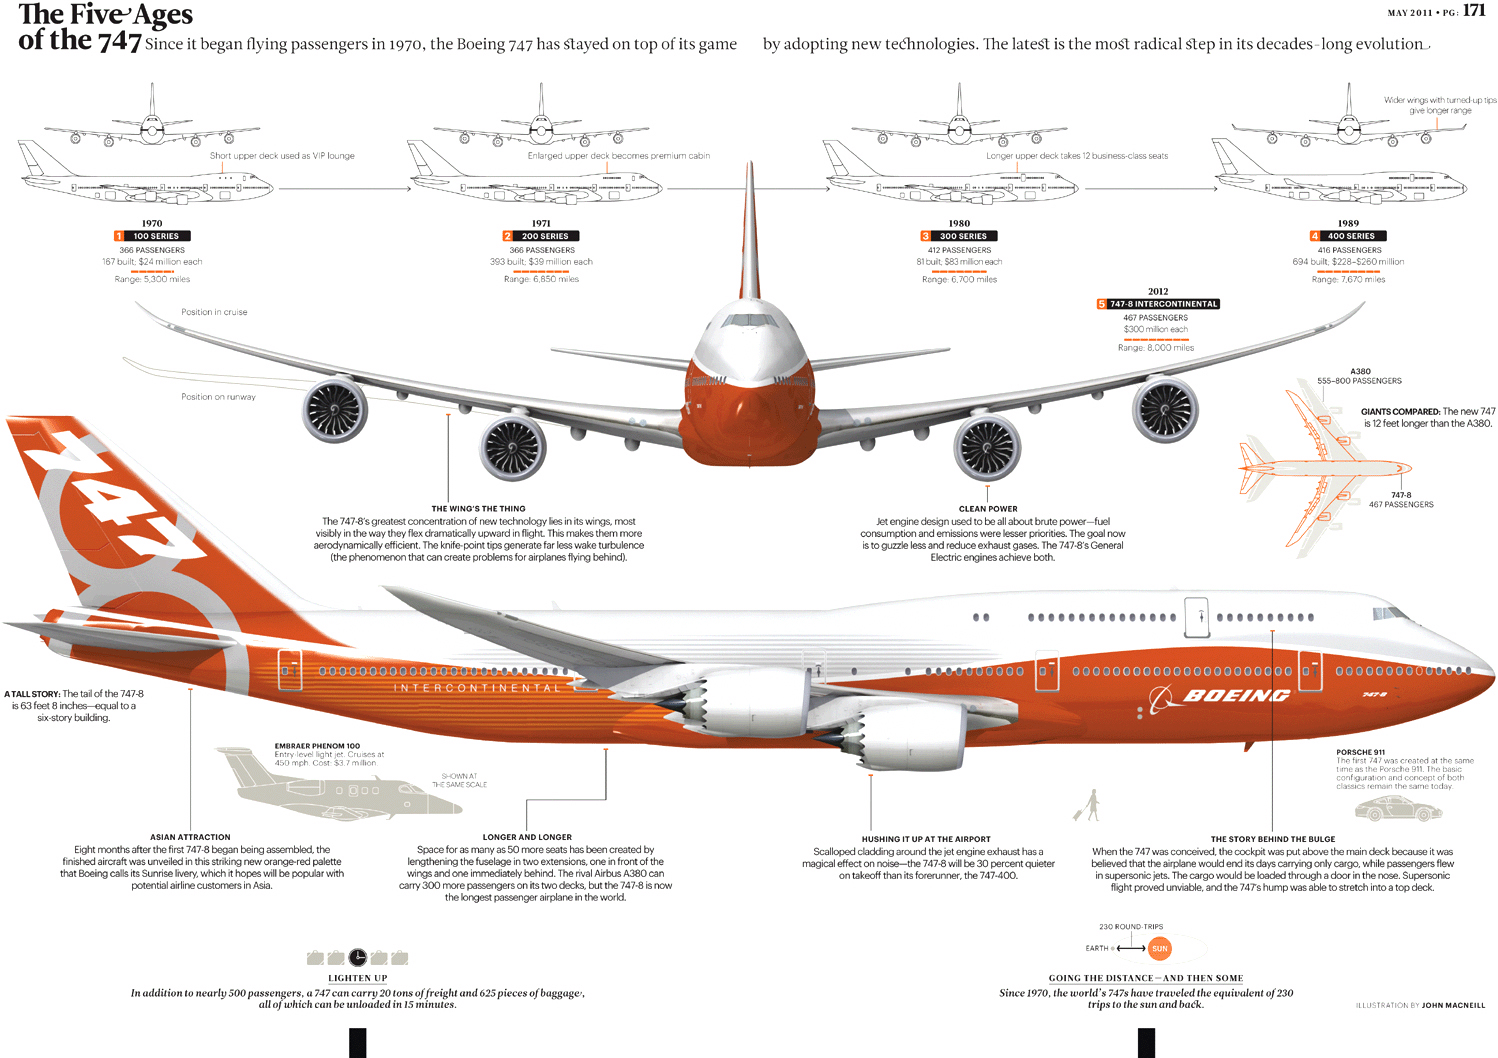 The Five Ages
of the 747 Since it began flying passengers in 1970, the Boeing 747 has stayed on top of its game by adopting new technologies. The latest is the most radical step in its decades-long evolution
MAY 2011 • PG: 171
Short upper deck used as VIP lounge
1970
1 100 SERIES
366 PASSENGERS
167 built; $24 million each
Range: 5,300 miles
Enlarged upper deck becomes premium cabin
1971
2 200 SERIES
366 PASSENGERS
393 built; $39 million each
Range: 6,850 miles
Longer upper deck takes 12 business-class seats
1980
3 300 SERIES
412 PASSENGERS
81 built; $83 million each
Range: 6,700 miles
Wider wings with turned-up tips
give longer range
1989
4 400 SERIES
416 PASSENGERS
694 built; $228–$260 million
Range: 7,670 miles
2012
5 747-8 INTERCONTINENTAL
467 PASSENGERS
$300 million each
Range: 8,000 miles
Position in cruise
Position on runway
A380
555–800 PASSENGERS
GIANTS COMPARED: The new 747
is 12 feet longer than the A380.
747-8
467 PASSENGERS
THE WING'S THE THING
The 747-8's greatest concentration of new technology lies in its wings, most
visibly in the way they flex dramatically upward in flight. This makes them more
aerodynamically efficient. The knife-point tips generate far less wake turbulence
(the phenomenon that can create problems for airplanes flying behind).
CLEAN POWER
Jet engine design used to be all about brute power—fuel
consumption and emissions were lesser priorities. The goal now
is to guzzle less and reduce exhaust gases. The 747-8's General
Electric engines achieve both.
747
8
INTERCONTINENTAL
BOEING
747-8
A TALL STORY: The tail of the 747-8
is 63 feet 8 inches—equal to a
six-story building.
EMBRAER PHENOM 100
Entry-level light jet. Cruises at
450 mph. Cost: $3.7 million.
SHOWN AT
THE SAME SCALE
PORSCHE 911
The first 747 was created at the same
time as the Porsche 911. The basic
configuration and concept of both
classics remain the same today.
ASIAN ATTRACTION
Eight months after the first 747-8 began being assembled, the
finished aircraft was unveiled in this striking new orange-red palette
that Boeing calls its Sunrise livery, which it hopes will be popular with
potential airline customers in Asia.
LONGER AND LONGER
Space for as many as 50 more seats has been created by
lengthening the fuselage in two extensions, one in front of the
wings and one immediately behind. The rival Airbus A380 can
carry 300 more passengers on its two decks, but the 747-8 is now
the longest passenger airplane in the world.
HUSHING IT UP AT THE AIRPORT
Scalloped cladding around the jet engine exhaust has a
magical effect on noise—the 747-8 will be 30 percent quieter
on takeoff than its forerunner, the 747-400.
THE STORY BEHIND THE BULGE
When the 747 was conceived, the cockpit was put above the main deck because it was
believed that the airplane would end its days carrying only cargo, while passengers flew
in supersonic jets. The cargo would be loaded through a door in the nose. Supersonic
flight proved unviable, and the 747's hump was able to stretch into a top deck.
LIGHTEN UP
In addition to nearly 500 passengers, a 747 can carry 20 tons of freight and 625 pieces of baggage,
all of which can be unloaded in 15 minutes.
230 ROUND-TRIPS
EARTH
SUN
GOING THE DISTANCE—AND THEN SOME
Since 1970, the world's 747s have traveled the equivalent of 230
trips to the sun and back.
ILLUSTRATION BY JOHN MACNEILL